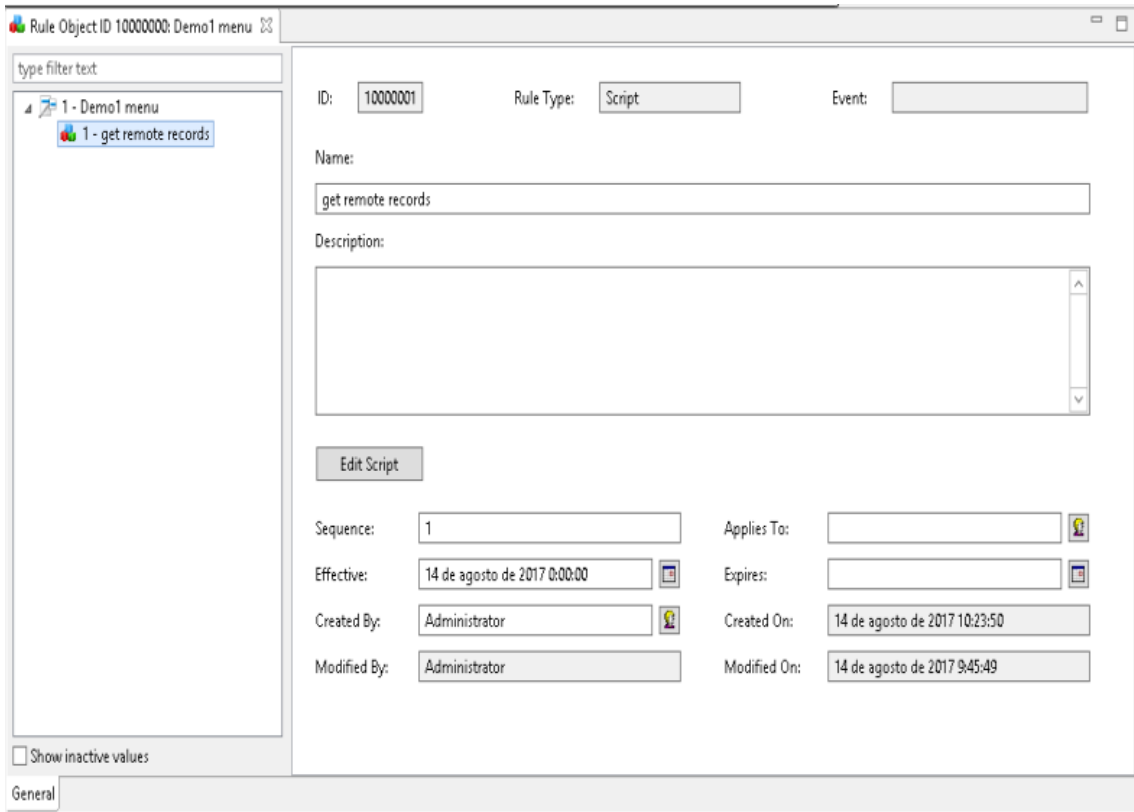 Rule Object ID 10000000: Demo1 menu
type filter text
1 - Demo1 menu
1 - get remote records
ID: 10000001 Rule Type: Script Event:
Name:
get remote records
Description:
Edit Script
Sequence: 1 Applies To:
Effective: 14 de agosto de 2017 0:00:00 Expires:
Created By: Administrator Created On: 14 de agosto de 2017 10:23:50
Modified By: Administrator Modified On: 14 de agosto de 2017 9:45:49
Show inactive values
General